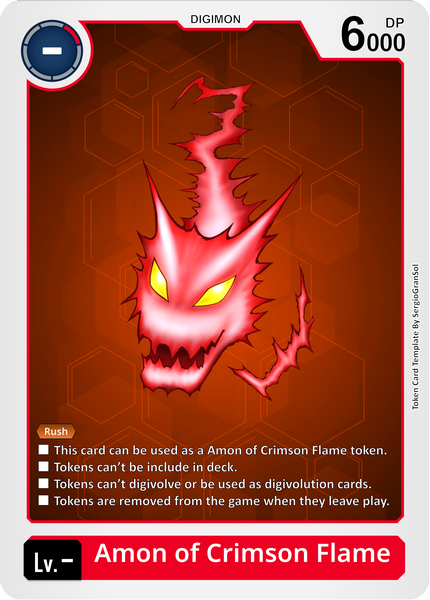 DIGIMON
-
DP
6000
Rush
■ This card can be used as a Amon of Crimson Flame token.
■ Tokens can't be include in deck.
■ Tokens can't digivolve or be used as digivolution cards.
■ Tokens are removed from the game when they leave play.
Token Card Template By SergioGranSol
Lv.-
Amon of Crimson Flame